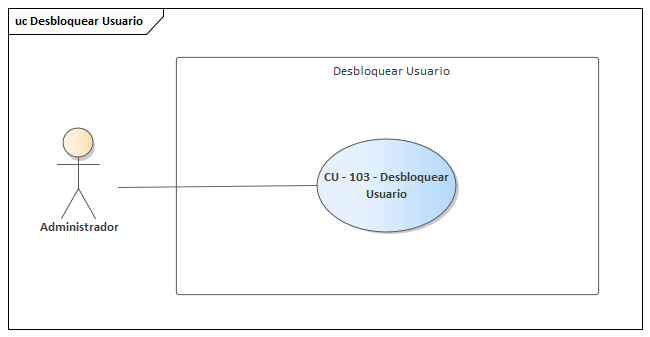 uc Desbloquear Usuario
Desbloquear Usuario
CU - 103 - Desbloquear
Usuario
Administrador